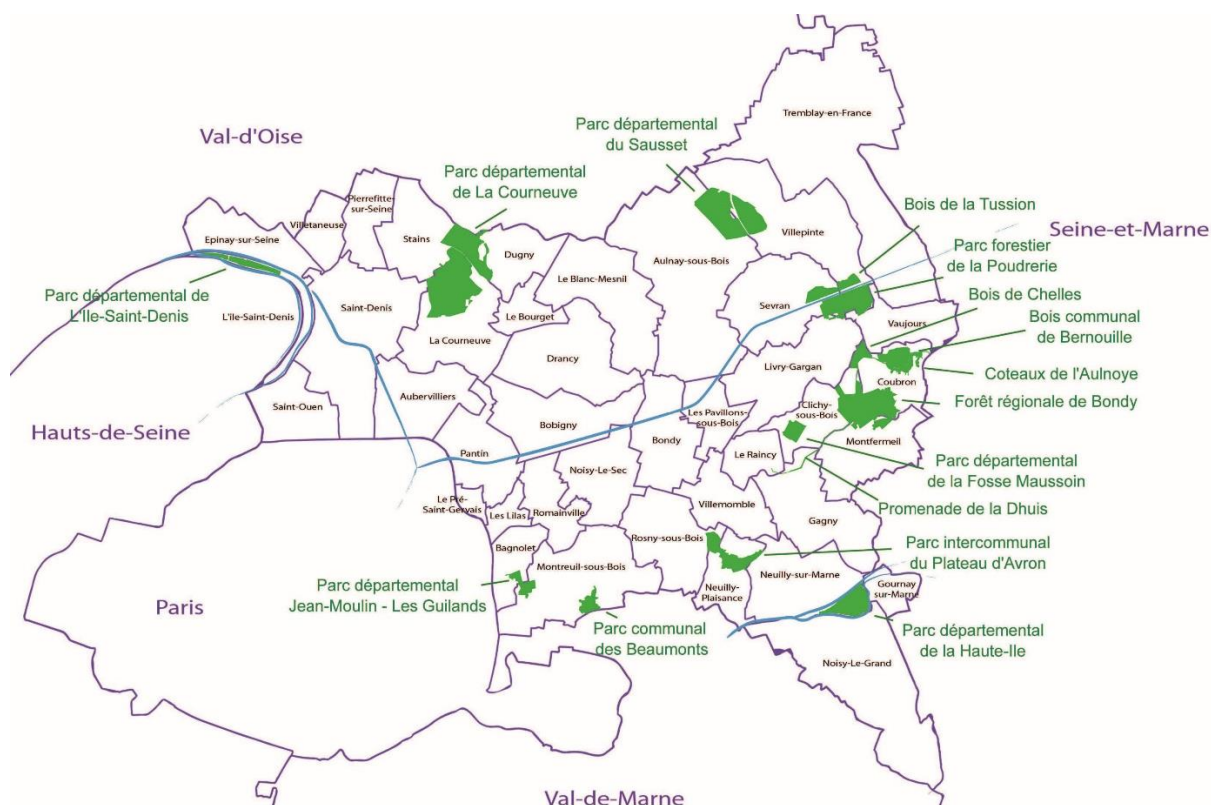 Tremblay-en-France
Val-d'Oise
Parc départemental
du Sausset
Parc départemental
de La Courneuve
Pierrefitte-
sur-Seine
Villetaneuse
Epinay-sur-Seine
Stains
Dugny
Villepinte
Bois de la Tussion
Seine-et-Marne
Parc forestier
de la Poudrerie
Aulnay-sous-Bois
Le Blanc-Mesnil
Parc départemental de
L'Ile-Saint-Denis
L'île-Saint-Denis
Saint-Denis
Le Bourget
Sevran
Bois de Chelles
Vaujours
Bois communal
de Bernouille
La Courneuve
Drancy
Livry-Gargan
Coteaux de l'Aulnoye
Coubron
Aubervilliers
Saint-Ouen
Forêt régionale de Bondy
Clichy-
sous-Bois
Les Pavillons-
sous-Bois
Bobigny
Bondy
Hauts-de-Seine
Montfermeil
Pantin
Le Raincy
Parc départemental
de la Fosse Maussoin
Noisy-Le-Sec
Le Pré-
Saint-Gervais
Les Lilas
Romainville
Villemomble
Promenade de la Dhuis
Gagny
Rosny-sous-Bois
Bagnolet
Parc intercommunal
du Plateau d'Avron
Montreuil-sous-Bois
Neuilly-sur-Marne
Parc départemental
Jean-Moulin - Les Guilands
Neuilly-
Plaisance
Gournay
sur-Marne
Paris
Parc communal
des Beaumonts
Parc départemental
de la Haute-Ile
Noisy-Le-Grand
Val-de-Marne